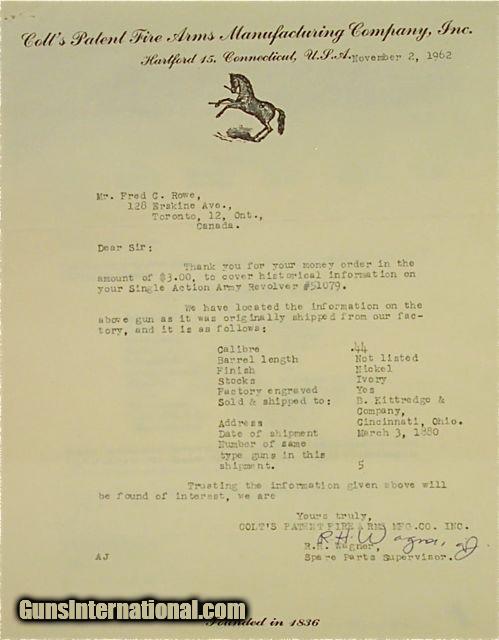 Colt's Patent Fire Arms Manufacturing Company, Inc.
Hartford 15, Connecticut, U.S.A.
November 2, 1962
Mr. Fred C. Rowe,
128 Erskine Ave.,
Toronto, 12, Ont.,
Canada.
Dear Sir:
Thank you for your money order in the
amount of $3.00, to cover historical information on
your Single Action Army Revolver #51079.
We have located the information on the
above gun as it was originally shipped from our fac-
tory, and it is as follows:
Calibre .44
Barrel length Not listed
Finish Nickel
Stocks Ivory
Factory engraved Yes
Sold & shipped to: B. Kittredge &
Company,
Address Cincinnati, Ohio.
Date of shipment March 3, 1880
Number of same
type guns in this
shipment. 5
Trusting the information given above will
be found of interest, we are
Yours truly,
COLT'S PATENT FIRE ARMS MFG.CO. INC.
R.H. Wagner, Jr.
R.H. Wagner,
Spare Parts Supervisor.
AJ
GunsInternational.com
Founded in 1836